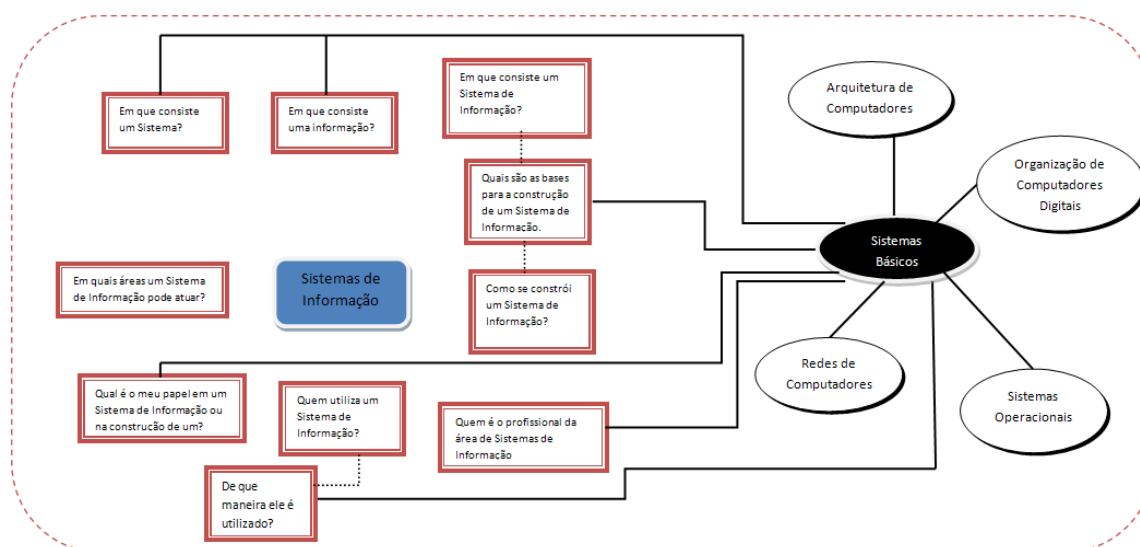 Em que consiste
um Sistema?
Em que consiste
uma informação?
Em que consiste um
Sistema de
Informação?
Arquitetura de
Computadores
Quais são as bases
para a construção
de um Sistema de
Informação.
Organização de
Computadores
Digitais
Sistemas
Básicos
Em quais áreas um Sistema
de Informação pode atuar?
Sistemas de
Informação
Como se constrói
um Sistema de
Informação?
Redes de
Computadores
Sistemas
Operacionais
Qual é o meu papel em um
Sistema de Informação ou
na construção de um?
Quem utiliza um
Sistema de
Informação?
Quem é o profissional da
área de Sistemas de
Informação
De que
maneira ele é
utilizado?